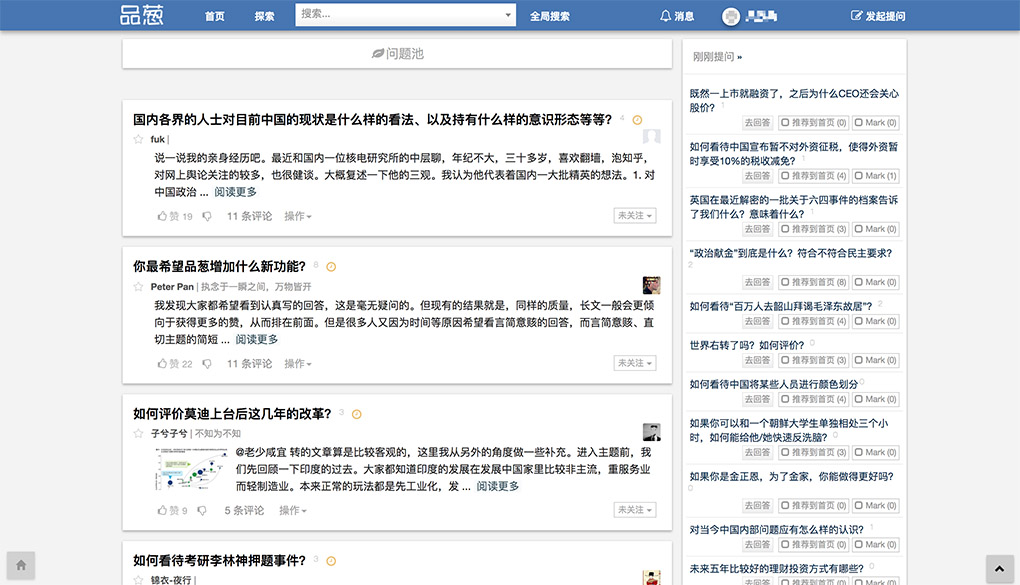 品葱
首页
探索
搜索...
全局搜索
消息
发起提问
问题池
国内各界的人士对目前中国的现状是什么样的看法、以及持有什么样的意识形态等等? 4
fuk |
说一说我的亲身经历吧。最近和国内一位核电研究所的中层聊，年纪不大，三十多岁，喜欢翻墙，泡知乎，
对网上舆论关注的较多，也很健谈。大概复述一下他的三观。我认为他代表着国内一大批精英的想法。1. 对
中国政治 ... 阅读更多
赞 19 11 条评论 操作 未关注
你最希望品葱增加什么新功能? 8
Peter Pan | 执念于一瞬之间，万物皆开
我发现大家都希望看到认真写的回答，这是毫无疑问的。但现有的结果就是，同样的质量，长文一般会更倾
向于获得更多的赞，从而排在前面。但是很多人又因为时间等原因希望看言简意赅的回答，而言简意赅、直
切主题的简短 ... 阅读更多
赞 22 11 条评论 操作 未关注
如何评价莫迪上台后这几年的改革? 3
子兮子兮 | 不知为不知
@老少咸宜 转的文章算是比较客观的，这里我从另外的角度做一些补充。进入主题前，我
们先回顾一下印度的过去。大家都知道印度的发展在发展中国家里比较非主流，重服务业
而轻制造业。本来正常的玩法都是先工业化，发 ... 阅读更多
赞 9 5 条评论 操作 未关注
如何看待考研李林神押题事件? 3
锦衣-夜行 |
刚刚提问 »
既然一上市就融资了，之后为什么CEO还会关心
股价? 1
去回答 推荐到首页 (0) Mark (0)
如何看待中国宣布暂不对外资征税，使得外资暂
时享受10%的税收减免? 1
去回答 推荐到首页 (4) Mark (1)
英国在最近解密的一批关于六四事件的档案告诉
了我们什么？意味着什么? 1
去回答 推荐到首页 (3) Mark (0)
“政治献金”到底是什么？符合不符合民主要求?
2
去回答 推荐到首页 (8) Mark (0)
如何看待“百万人去韶山拜谒毛泽东故居”? 2
去回答 推荐到首页 (4) Mark (0)
世界右转了吗？如何评价? 0
去回答 推荐到首页 (3) Mark (0)
如何看待中国将某些人员进行颜色划分 0
去回答 推荐到首页 (4) Mark (0)
如果你可以和一个朝鲜大学生单独相处三个小
时，如何能给他/她快速反洗脑? 0
去回答 推荐到首页 (3) Mark (0)
如果你是金正恩，为了金家，你能做得更好吗?
0
去回答 推荐到首页 (0) Mark (0)
对当今中国内部问题应有怎么样的认识? 1
去回答 推荐到首页 (0) Mark (0)
未来五年比较好的理财投资方式有哪些? 0
去回答 推荐到首页 (0) Mark (0)